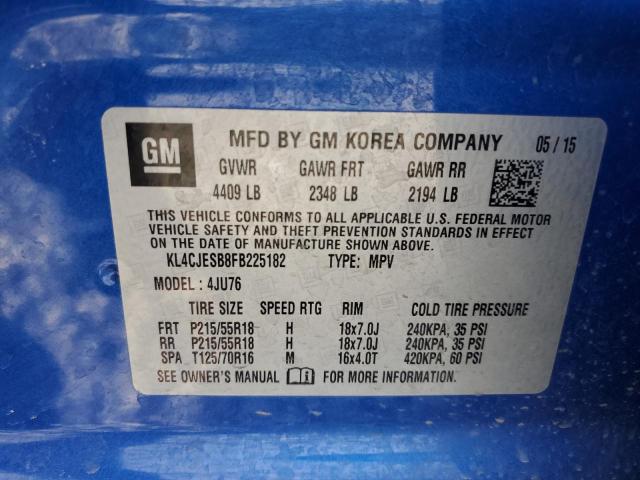 GM
MFD BY GM KOREA COMPANY 05 / 15
GVWR GAWR FRT GAWR RR
4409 LB 2348 LB 2194 LB
THIS VEHICLE CONFORMS TO ALL APPLICABLE U.S. FEDERAL MOTOR
VEHICLE SAFETY AND THEFT PREVENTION STANDARDS IN EFFECT
ON THE DATE OF MANUFACTURE SHOWN ABOVE.
KL4CJESB8FB225182 TYPE: MPV
MODEL : 4JU76
TIRE SIZE SPEED RTG RIM COLD TIRE PRESSURE
FRT P215/55R18 H 18x7.0J 240KPA, 35 PSI
RR P215/55R18 H 18x7.0J 240KPA, 35 PSI
SPA T125/70R16 M 16x4.0T 420KPA, 60 PSI
SEE OWNER'S MANUAL FOR MORE INFORMATION.